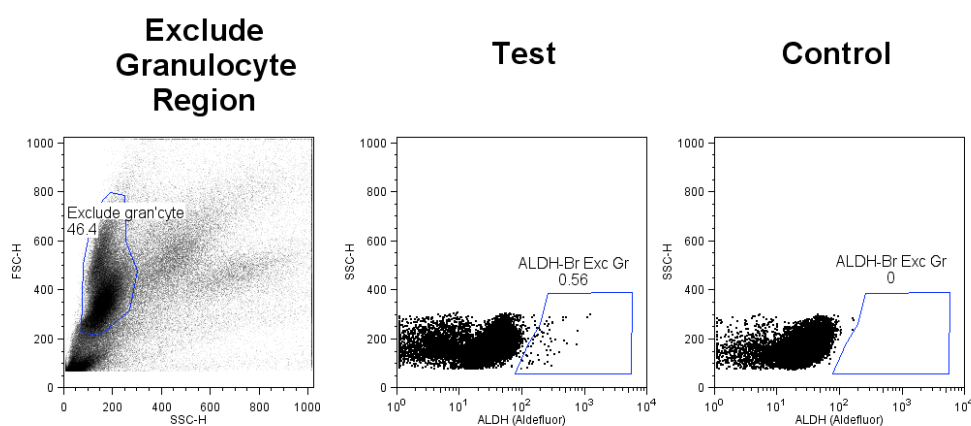 Exclude
Granulocyte
Region
Test
Control
1000
800
600
400
200
0
FSC-H
Exclude gran'cyte
46.4
0 200 400 600 800 1000
SSC-H
1000
800
600
400
200
0
SSC-H
ALDH-Br Exc Gr
0.56
10^0 10^1 10^2 10^3 10^4
ALDH (Aldefluor)
1000
800
600
400
200
0
SSC-H
ALDH-Br Exc Gr
0
10^0 10^1 10^2 10^3 10^4
ALDH (Aldefluor)